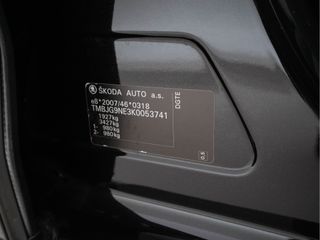 ŠKODA AUTO a.s.
e8*2007/46*0318
TMBJG9NE3K0053741
1927kg
3427kg
1- 980kg
2- 980kg
DGTE